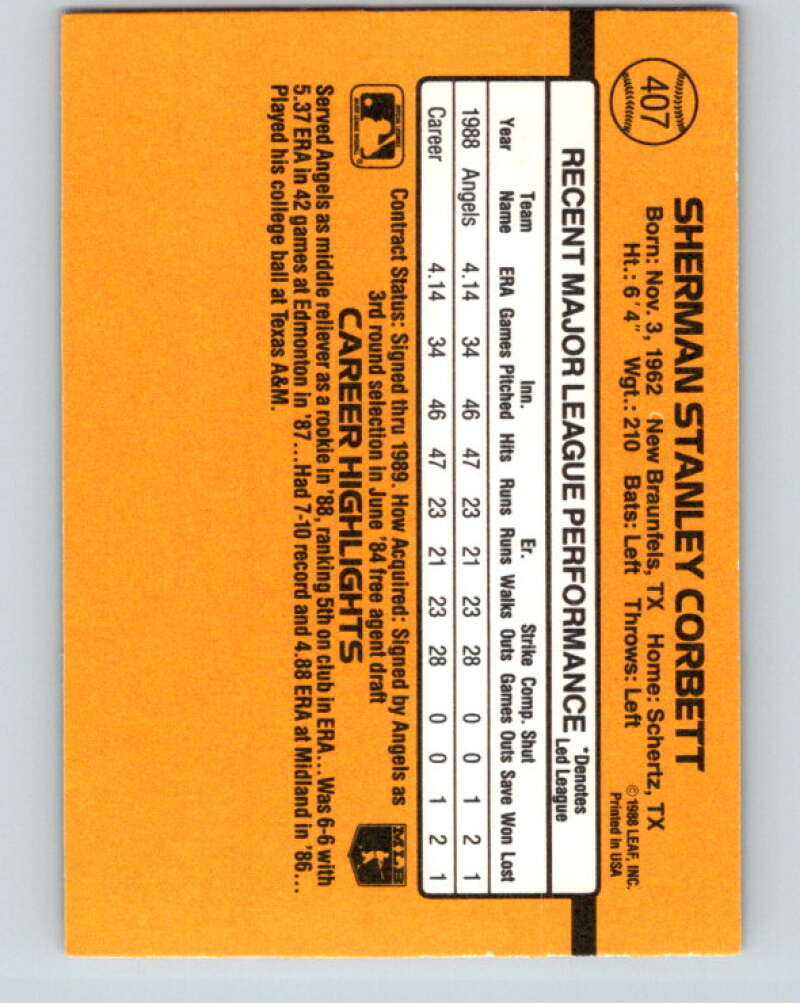 407
SHERMAN STANLEY CORBETT
Born: Nov. 3, 1962 New Braunfels, TX Home: Schertz, TX
Ht.: 6'4" Wgt.: 210 Bats: Left Throws: Left
© 1988 LEAF, INC.
Printed in USA
RECENT MAJOR LEAGUE PERFORMANCE *Denotes
Led League
Team Inn. Er. Strike Comp. Shut
Year Name ERA Games Pitched Hits Runs Runs Walks Outs Games Outs Save Won Lost
1988 Angels 4.14 34 46 47 23 21 23 28 0 0 1 2 1
Career 4.14 34 46 47 23 21 23 28 0 0 1 2 1
Contract Status: Signed thru 1989. How Acquired: Signed by Angels as
3rd round selection in June '84 free agent draft
CAREER HIGHLIGHTS
MLB
Served Angels as middle reliever as a rookie in '88, ranking 5th on club in ERA...Was 6-6 with
5.37 ERA in 42 games at Edmonton in '87...Had 7-10 record and 4.88 ERA at Midland in '86...
Played his college ball at Texas A&M.